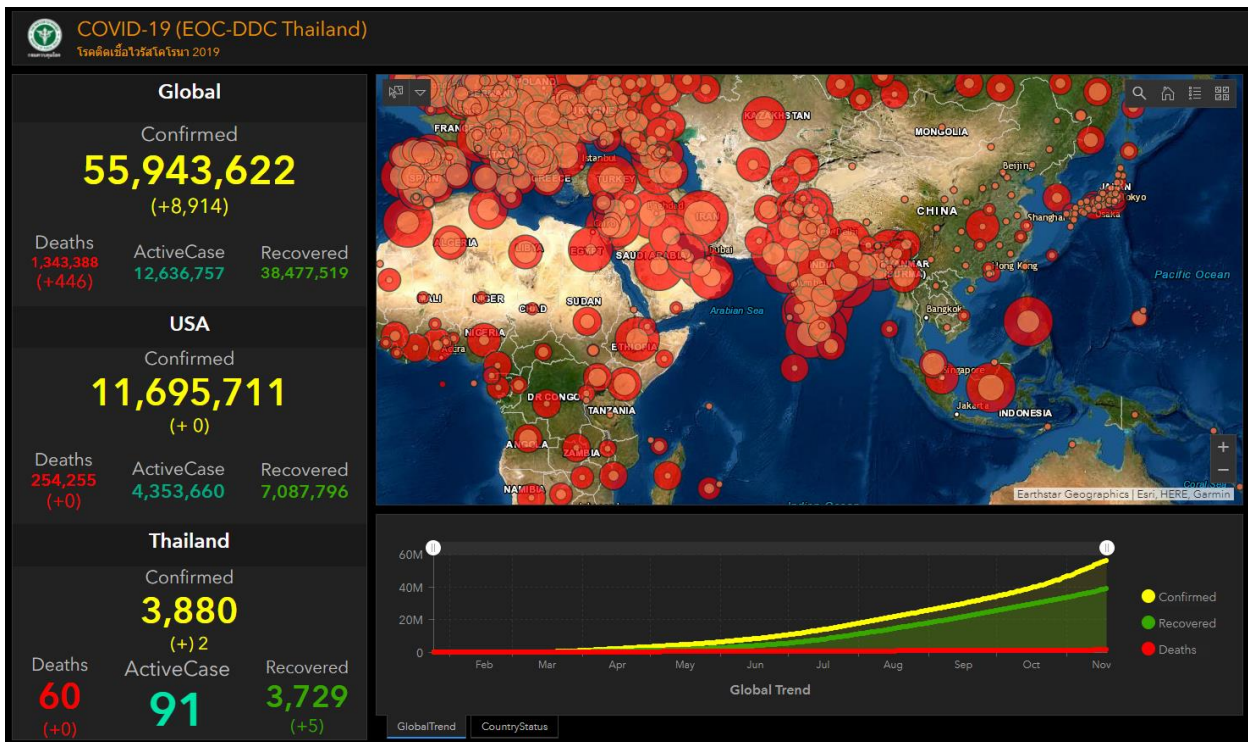 COVID-19 (EOC-DDC Thailand)
โรคติดเชื้อไวรัสโคโรนา 2019
Global
Confirmed
55,943,622
(+8,914)
Deaths
1,343,388
(+446)
ActiveCase
12,636,757
Recovered
38,477,519
USA
Confirmed
11,695,711
(+ 0)
Deaths
254,255
(+0)
ActiveCase
4,353,660
Recovered
7,087,796
Thailand
Confirmed
3,880
(+) 2
Deaths
60
(+0)
ActiveCase
91
Recovered
3,729
(+5)
MONGOLIA
Istanbul
GREECE
TURKEY
Beijing
CHINA
Shanghai
Osaka
IRAN
ALGERIA
EGYPT
SAUDI ARABIA
Dubai
INDIA
Hong Kong
Pacific Ocean
MALI
NIGER
SUDAN
Arabian Sea
Bangkok
NIGERIA
Accra
ETHIOPIA
Singapore
DR CONGO
TANZANIA
Jakarta
INDONESIA
ANGOLA
ZAMBIA
NAMIBIA
+
−
Coral Sea
Earthstar Geographics | Esri, HERE, Garmin
60M
40M
20M
0
Feb Mar Apr May Jun Jul Aug Sep Oct Nov
Global Trend
Confirmed
Recovered
Deaths
GlobalTrend CountryStatus